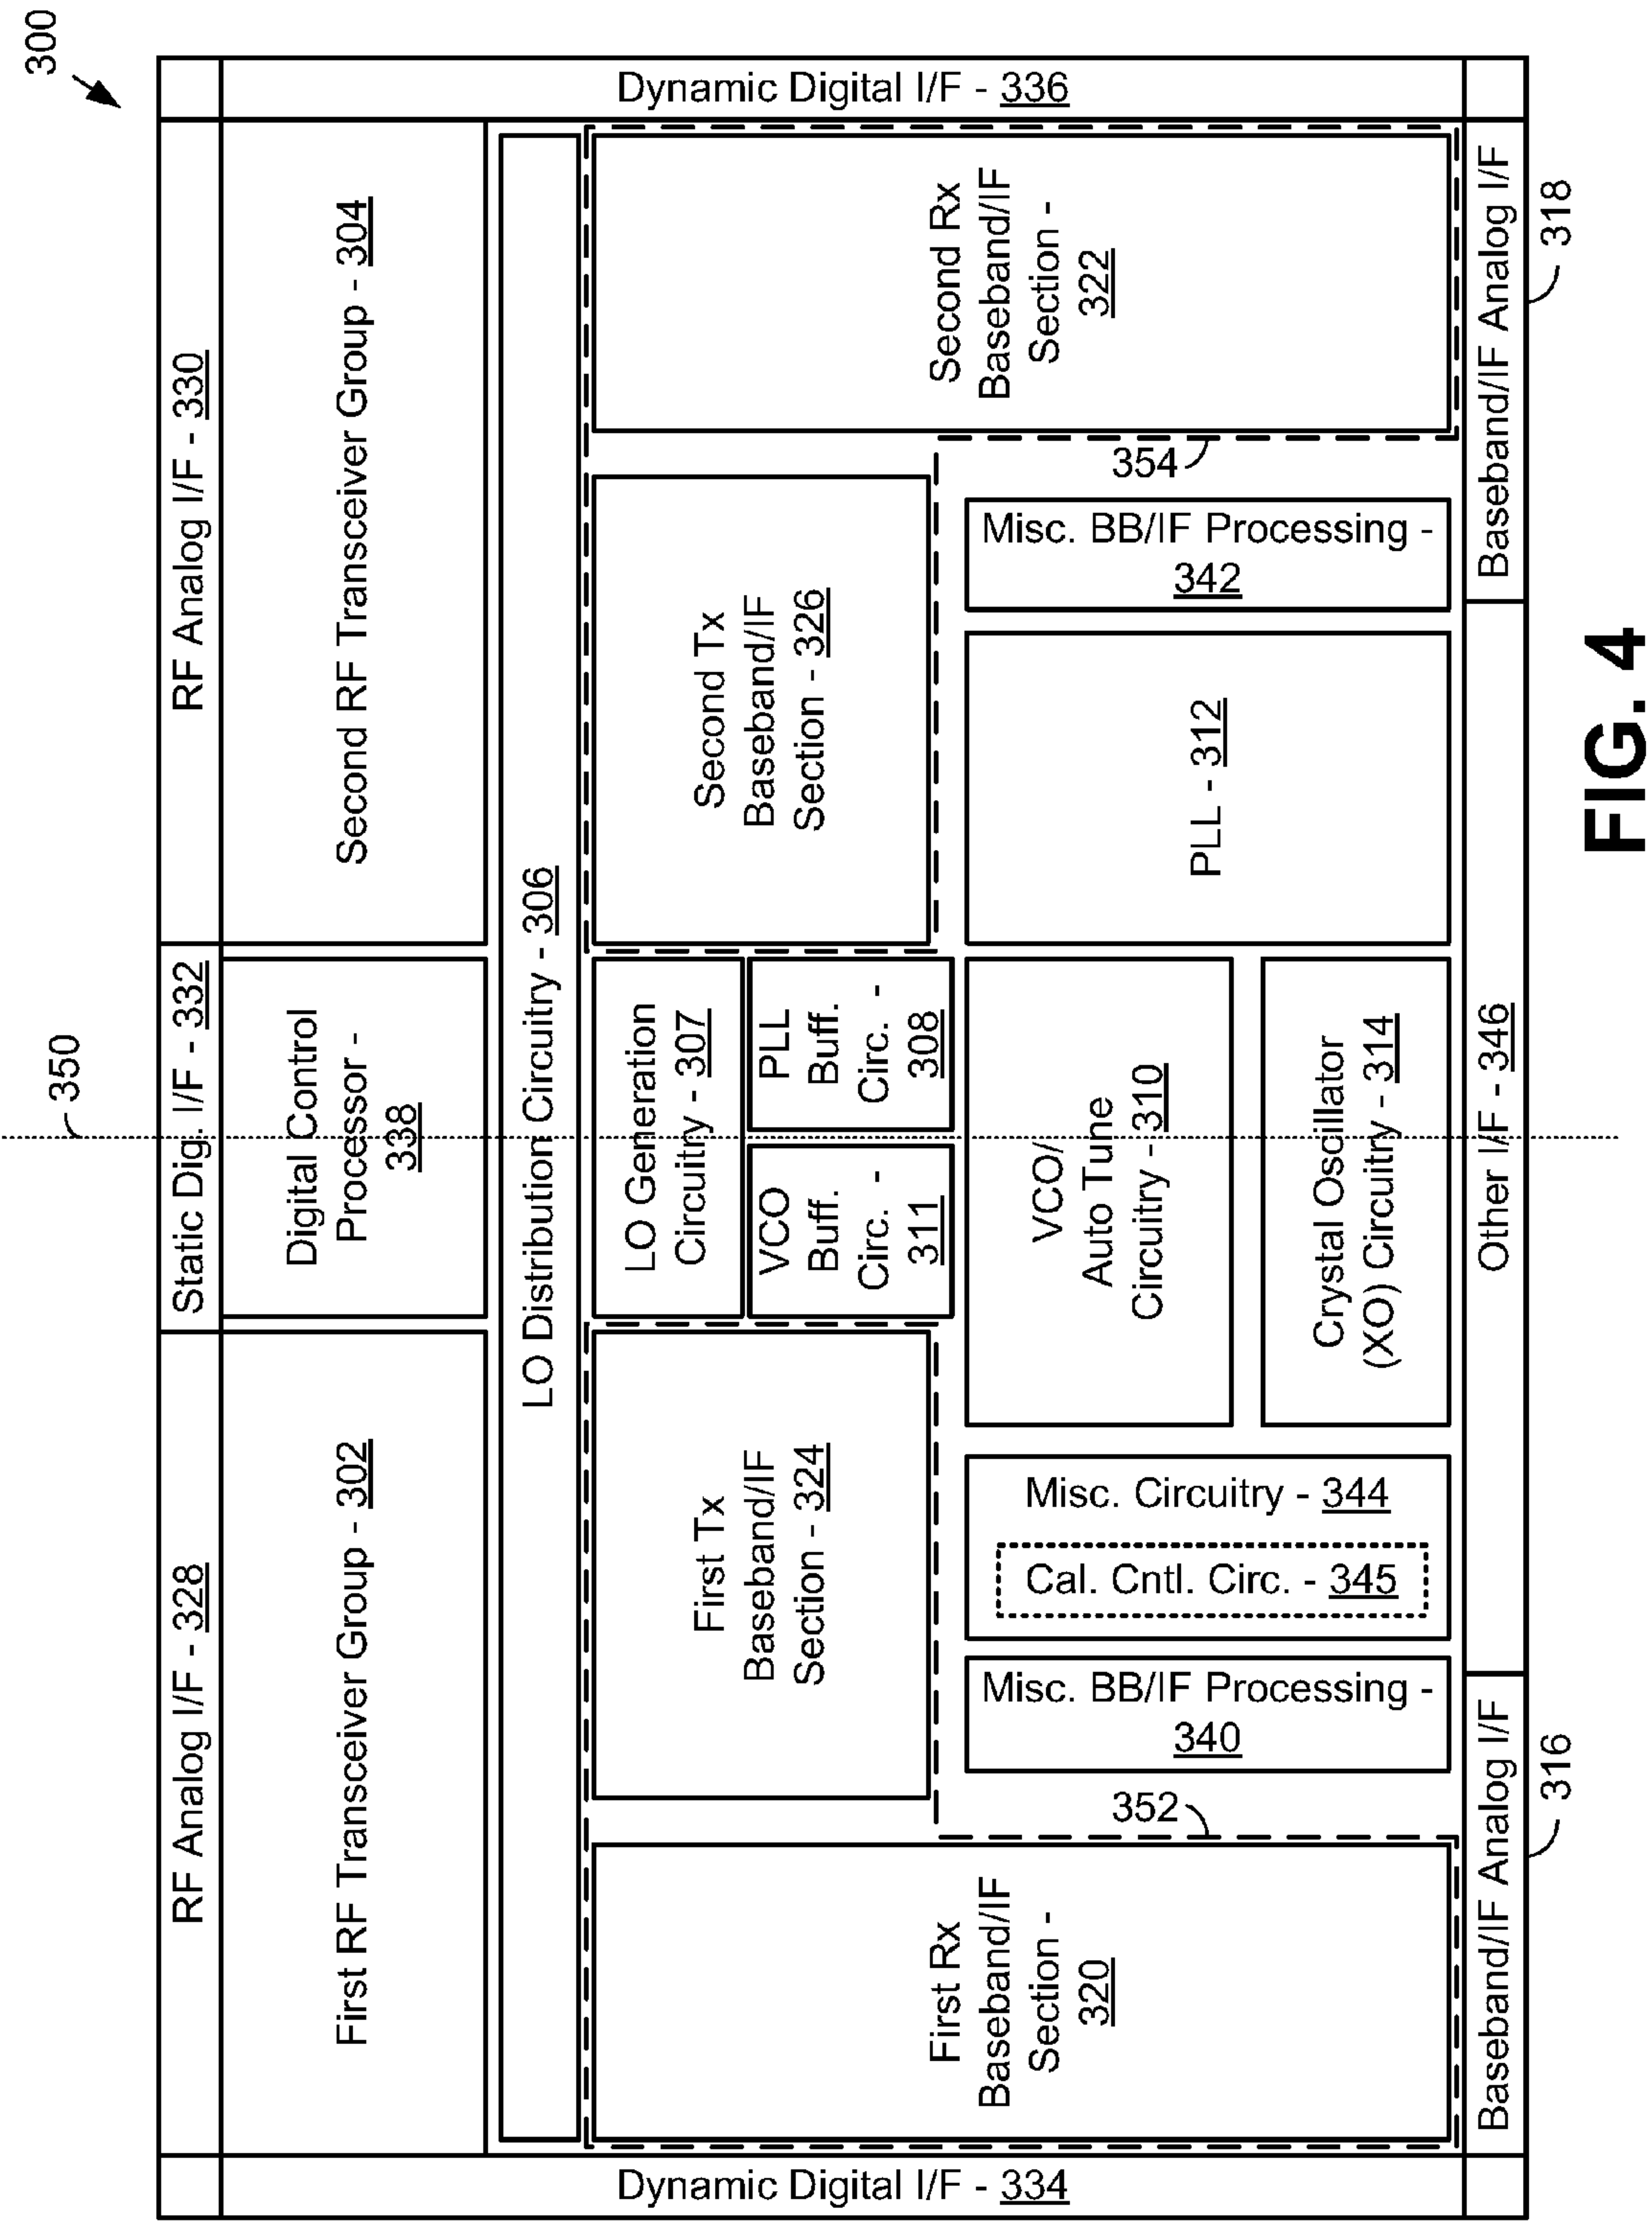 300
350
RF Analog I/F - 328
Static Dig. I/F - 332
RF Analog I/F - 330
Dynamic Digital I/F - 334
First RF Transceiver Group - 302
Digital Control
Processor -
338
Second RF Transceiver Group - 304
Dynamic Digital I/F - 336
LO Distribution Circuitry - 306
First Rx
Baseband/IF
Section -
320
First Tx
Baseband/IF
Section - 324
LO Generation
Circuitry - 307
VCO
Buff.
Circ. -
311
PLL
Buff.
Circ. -
308
Second Tx
Baseband/IF
Section - 326
Second Rx
Baseband/IF
Section -
322
352
Misc. BB/IF Processing -
340
Misc. Circuitry - 344
Cal. Cntl. Circ. - 345
VCO/
Auto Tune
Circuitry - 310
Crystal Oscillator
(XO) Circuitry - 314
PLL - 312
Misc. BB/IF Processing -
342
354
Baseband/IF Analog I/F
Other I/F - 346
Baseband/IF Analog I/F
316
318
FIG. 4